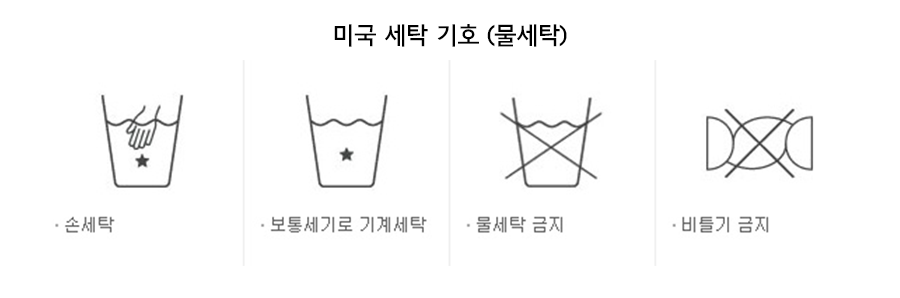 미국 세탁 기호 (물세탁)
· 손세탁
· 보통세기로 기계세탁
· 물세탁 금지
· 비틀기 금지